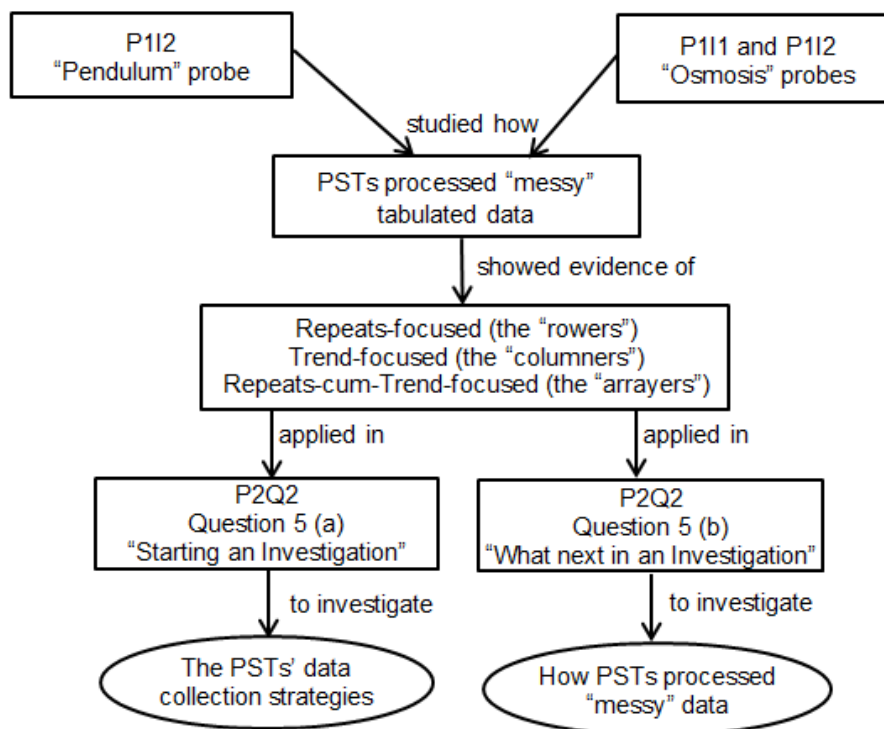 P1I2
“Pendulum” probe
P1I1 and P1I2
“Osmosis” probes
studied how
PSTs processed “messy”
tabulated data
showed evidence of
Repeats-focused (the “rowers”)
Trend-focused (the “columners”)
Repeats-cum-Trend-focused (the “arrayers”)
applied in
applied in
P2Q2
Question 5 (a)
“Starting an Investigation”
P2Q2
Question 5 (b)
“What next in an Investigation”
to investigate
to investigate
The PSTs’ data
collection strategies
How PSTs processed
“messy” data